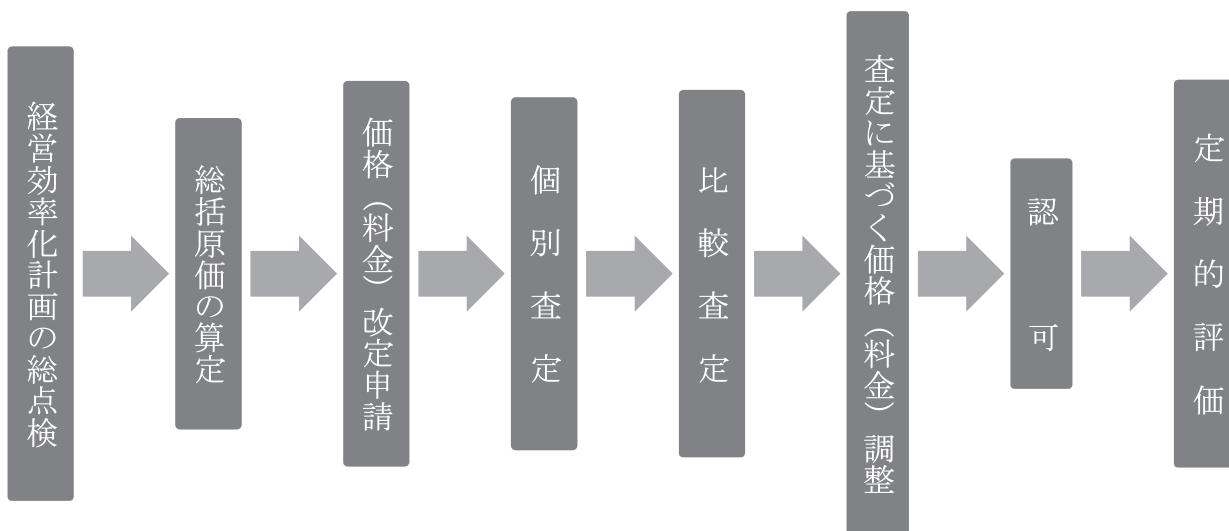 経営効率化計画の総点検
総括原価の算定
価格（料金）改定申請
個別査定
比較査定
査定に基づく価格（料金）調整
認可
定期的評価